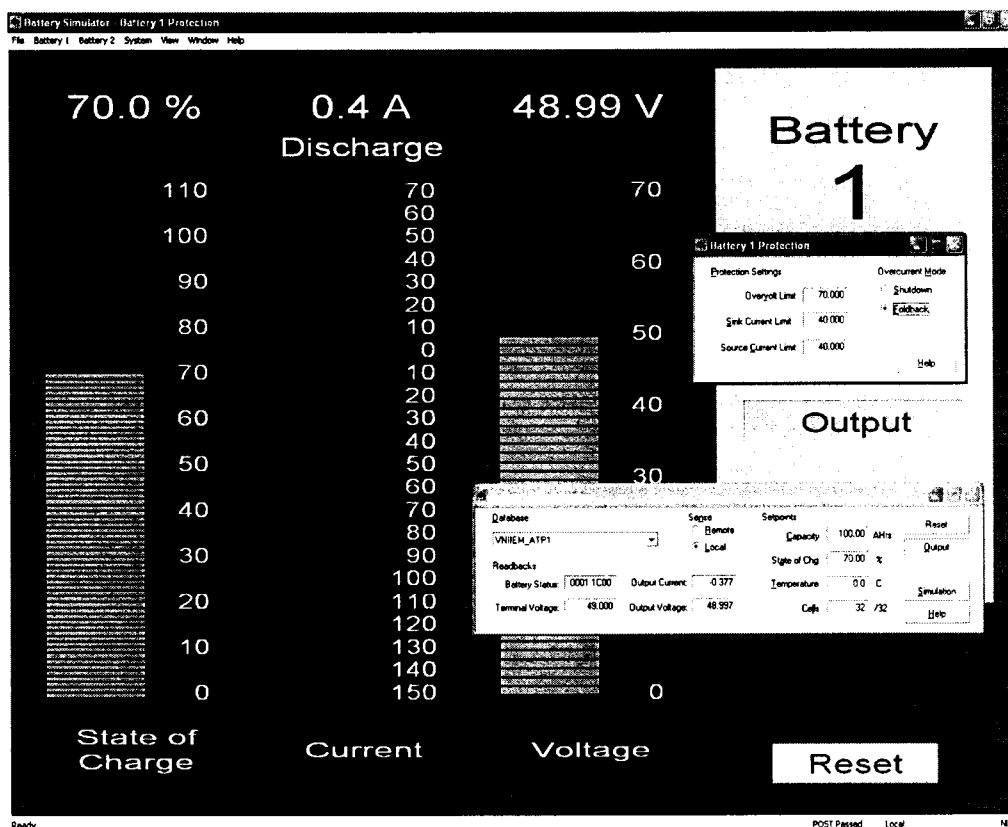 Battery Simulator - Battery 1 Protection
File Battery 1 Battery 2 System View Window Help
70.0 % 0.4 A 48.99 V
Discharge
Battery
1
110
100
90
80
70
60
50
40
30
20
10
0
70
60
50
40
30
20
10
0
10
20
30
40
50
60
70
80
90
100
110
120
130
140
150
70
60
50
40
30
0
Battery 1 Protection
Protection Settings Overcurrent Mode
Overvolt Limit 70.000 Shutdown
Sink Current Limit 40.000 Foldback
Source Current Limit 40.000
Help
Output
Database Sense Setpoints
VNIIEM_ATP1 Remote Capacity 100.00 AHrs Reset
Local State of Chg 70.00 % Output
Readbacks
Battery Status: 0001 1C00 Output Current: -0.377 Temperature 0.0 C Simulation
Terminal Voltage: 49.000 Output Voltage: 48.997 Cells 32 /32 Help
State of
Charge
Current
Voltage
Reset
Ready POST Passed Local